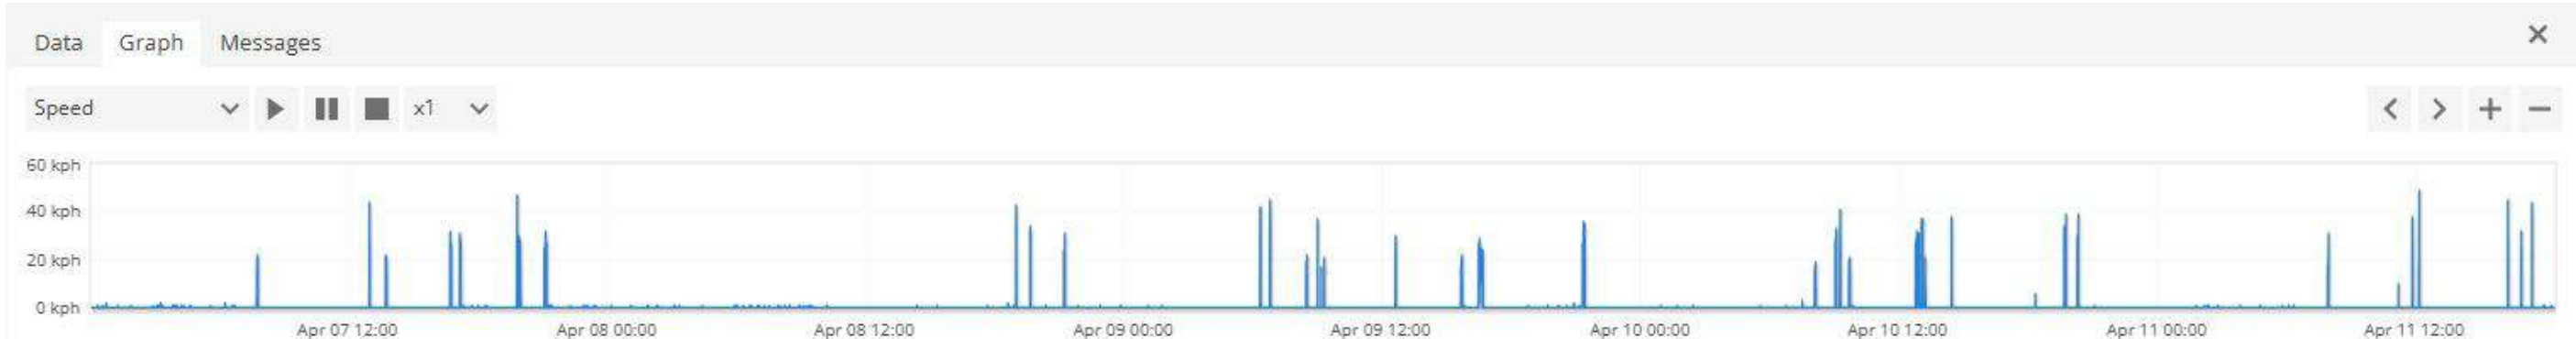 Data Graph Messages
Speed x1
60 kph
40 kph
20 kph
0 kph
Apr 07 12:00 Apr 08 00:00 Apr 08 12:00 Apr 09 00:00 Apr 09 12:00 Apr 10 00:00 Apr 10 12:00 Apr 11 00:00 Apr 11 12:00